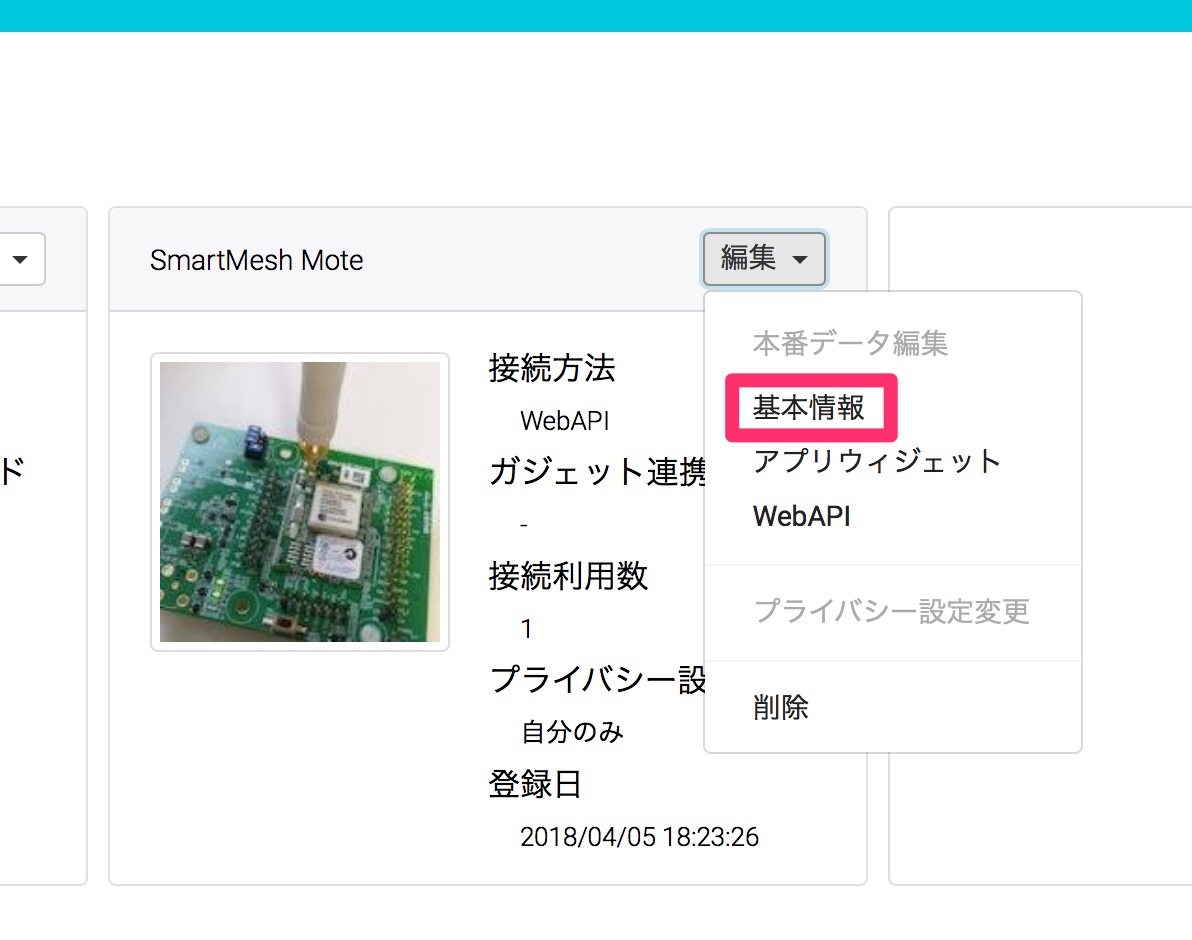 SmartMesh Mote
編集
本番データ編集
基本情報
アプリウィジェット
WebAPI
プライバシー設定変更
削除
ド
接続方法
WebAPI
ガジェット連携
-
接続利用数
1
プライバシー設
自分のみ
登録日
2018/04/05 18:23:26